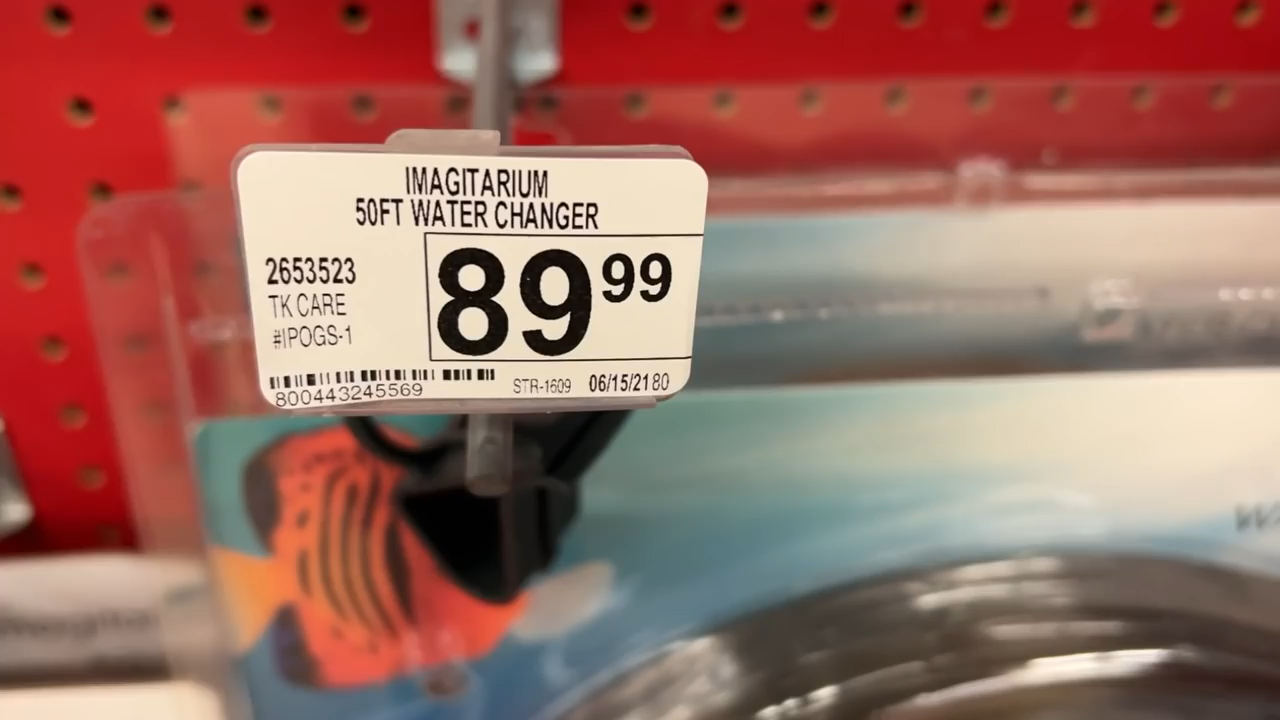 IMAGITARIUM
50FT WATER CHANGER
2653523
89.99
TK CARE
#IPOGS-1
800443245569
STR-1609 06/15/21 80